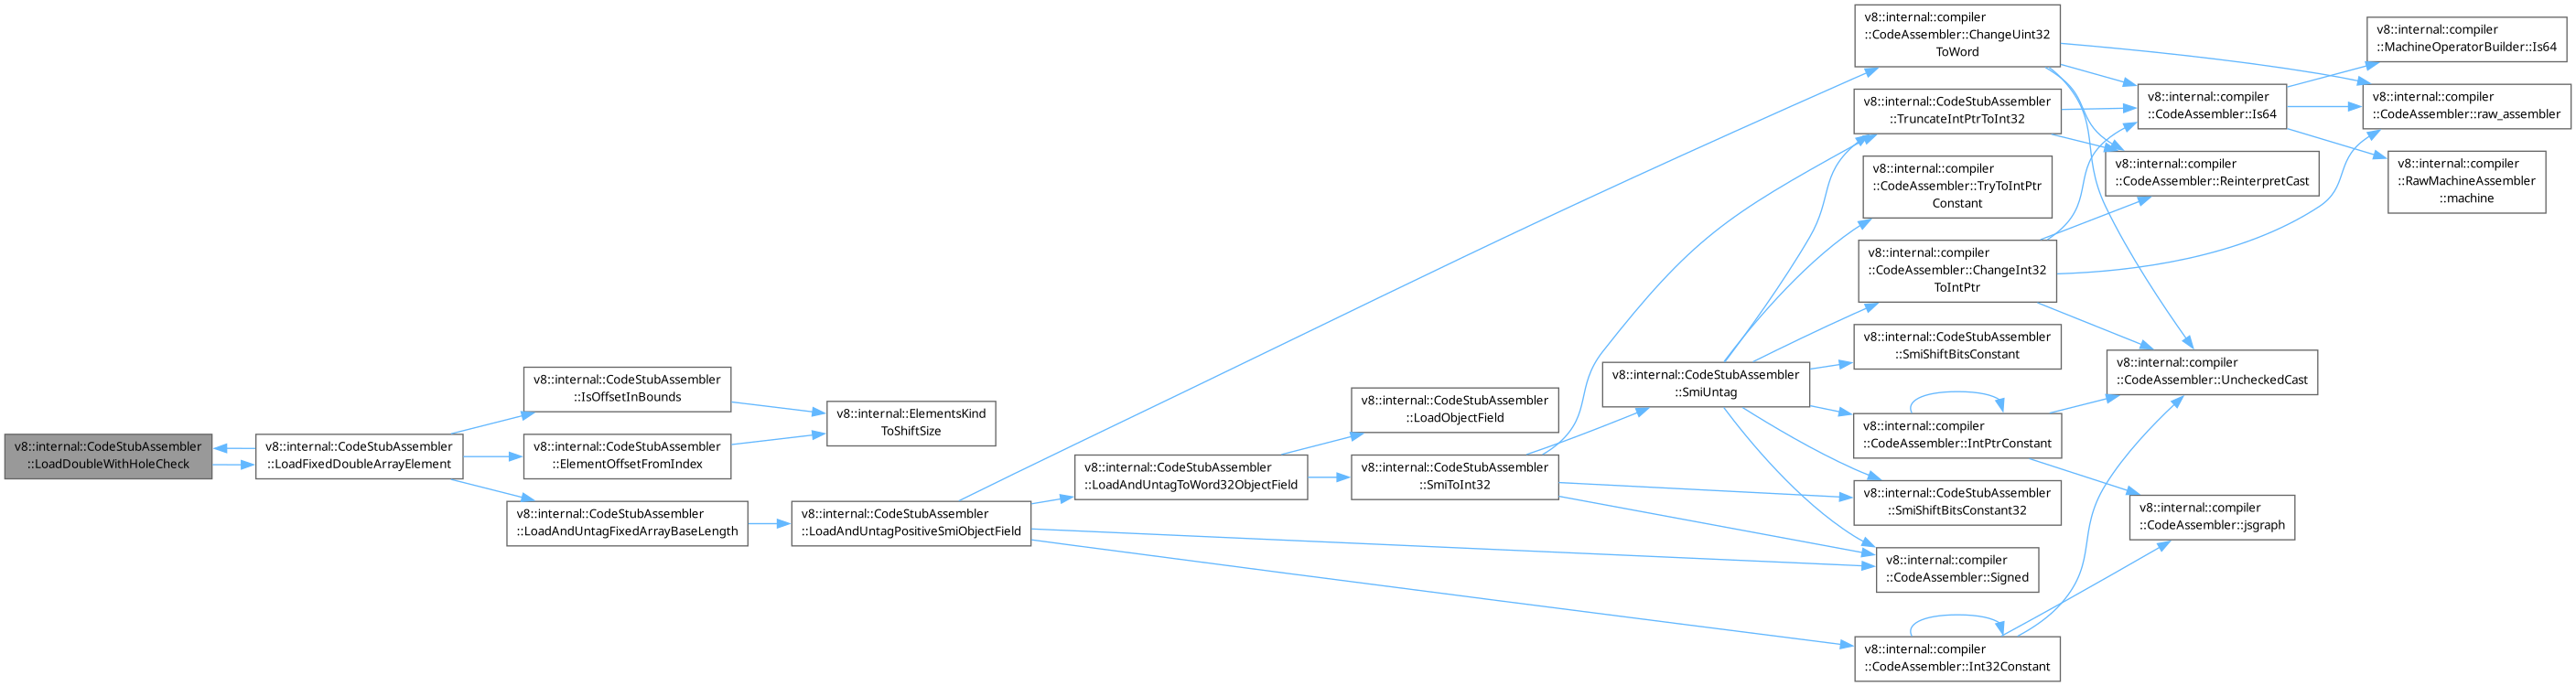 v8::internal::CodeStubAssembler
::LoadDoubleWithHoleCheck
v8::internal::CodeStubAssembler
::LoadFixedDoubleArrayElement
v8::internal::CodeStubAssembler
::IsOffsetInBounds
v8::internal::CodeStubAssembler
::ElementOffsetFromIndex
v8::internal::CodeStubAssembler
::LoadAndUntagFixedArrayBaseLength
v8::internal::ElementsKind
ToShiftSize
v8::internal::CodeStubAssembler
::LoadAndUntagPositiveSmiObjectField
v8::internal::CodeStubAssembler
::LoadAndUntagToWord32ObjectField
v8::internal::CodeStubAssembler
::LoadObjectField
v8::internal::CodeStubAssembler
::SmiToInt32
v8::internal::CodeStubAssembler
::SmiUntag
v8::internal::compiler
::CodeAssembler::ChangeUint32
ToWord
v8::internal::CodeStubAssembler
::TruncateIntPtrToInt32
v8::internal::compiler
::CodeAssembler::TryToIntPtr
Constant
v8::internal::compiler
::CodeAssembler::ChangeInt32
ToIntPtr
v8::internal::CodeStubAssembler
::SmiShiftBitsConstant
v8::internal::compiler
::CodeAssembler::IntPtrConstant
v8::internal::CodeStubAssembler
::SmiShiftBitsConstant32
v8::internal::compiler
::CodeAssembler::Signed
v8::internal::compiler
::CodeAssembler::Int32Constant
v8::internal::compiler
::CodeAssembler::Is64
v8::internal::compiler
::CodeAssembler::ReinterpretCast
v8::internal::compiler
::CodeAssembler::UncheckedCast
v8::internal::compiler
::CodeAssembler::jsgraph
v8::internal::compiler
::MachineOperatorBuilder::Is64
v8::internal::compiler
::CodeAssembler::raw_assembler
v8::internal::compiler
::RawMachineAssembler
::machine